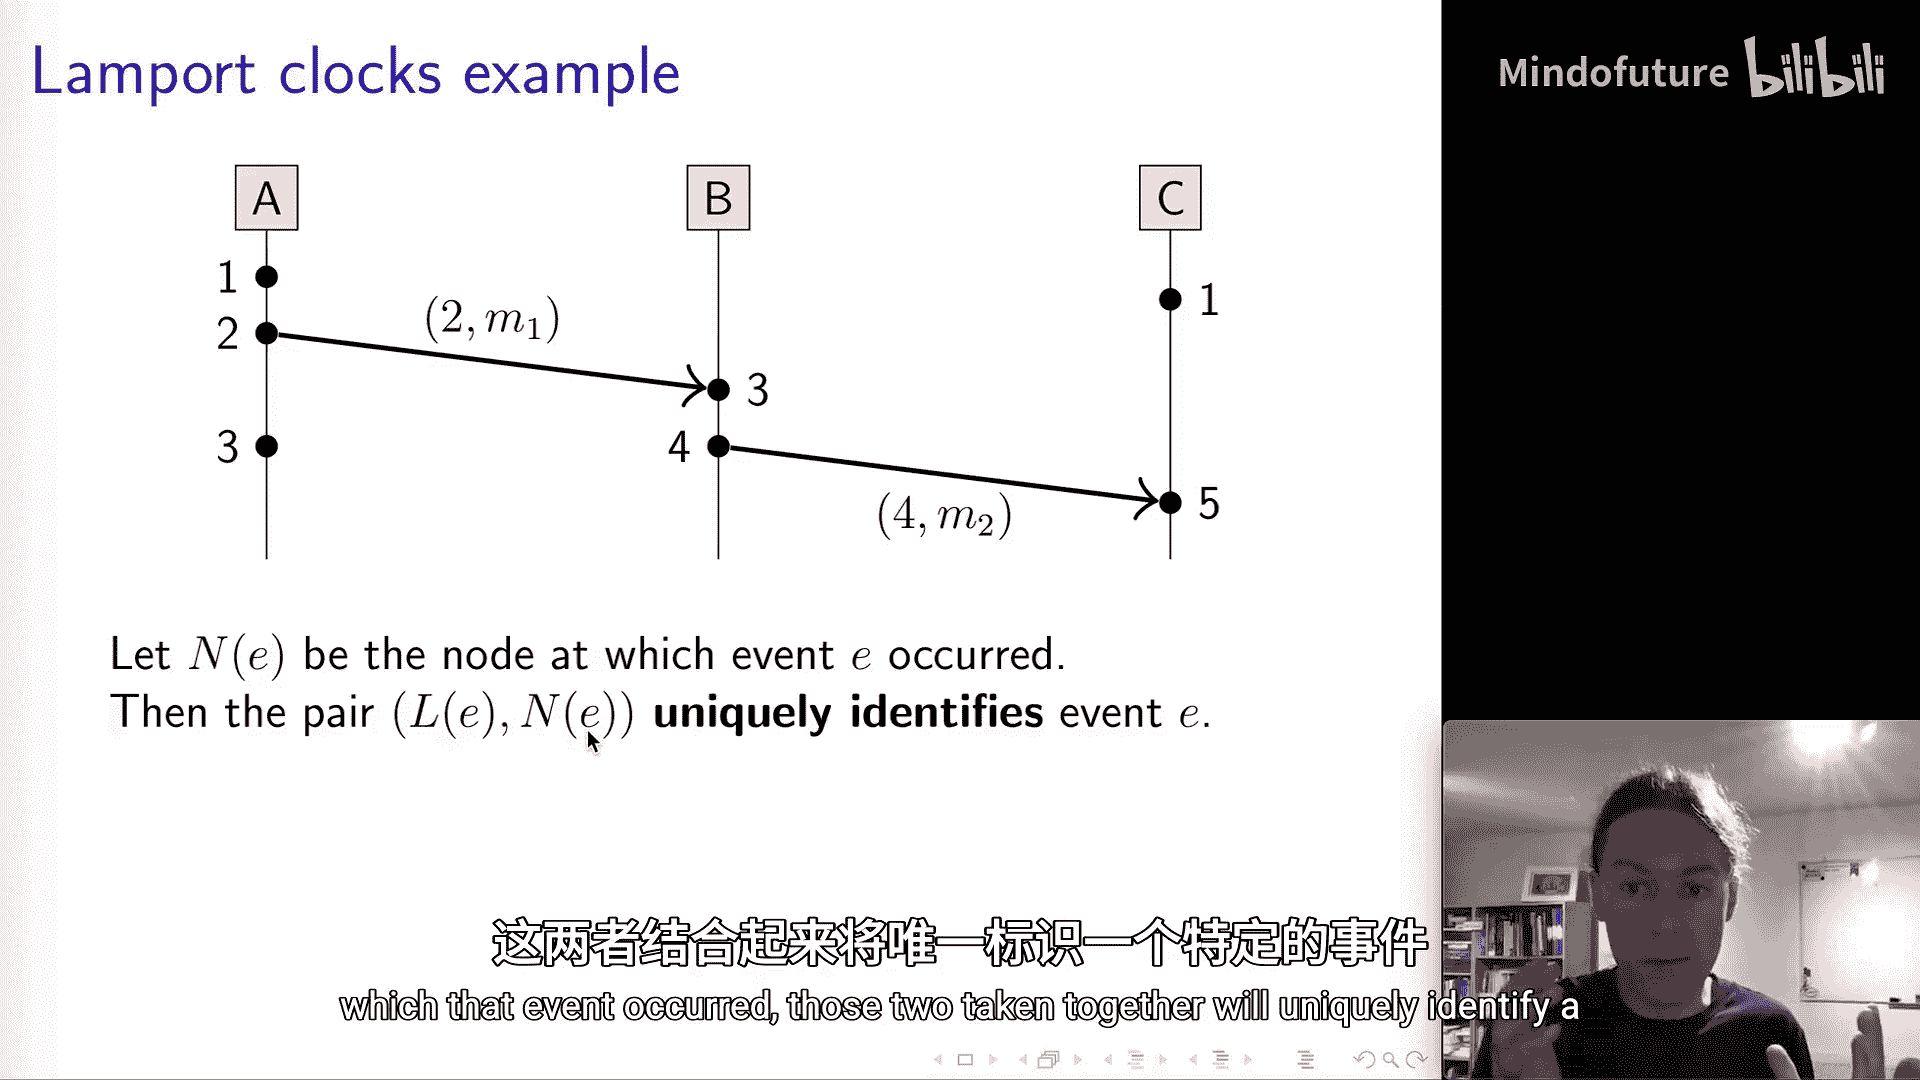 Lamport clocks example
Mindofuture bilibili
A
B
C
1
1
(2, m₁)
2
3
3
4
5
(4, m₂)
Let N(e) be the node at which event e occurred.
Then the pair (L(e), N(e)) uniquely identifies event e.
这两者结合起来将唯一标识一个特定的事件
which that event occurred, those two taken together will uniquely identify a